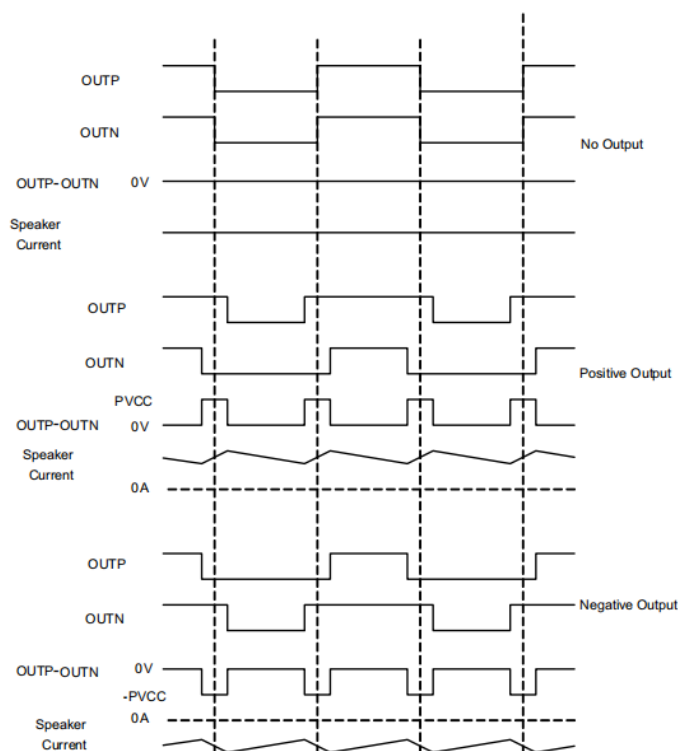 OUTP
OUTN
No Output
OUTP-OUTN 0V
Speaker
Current
OUTP
OUTN
Positive Output
PVCC
OUTP-OUTN 0V
Speaker
Current
0A
OUTP
OUTN
Negative Output
OUTP-OUTN 0V
-PVCC
0A
Speaker
Current